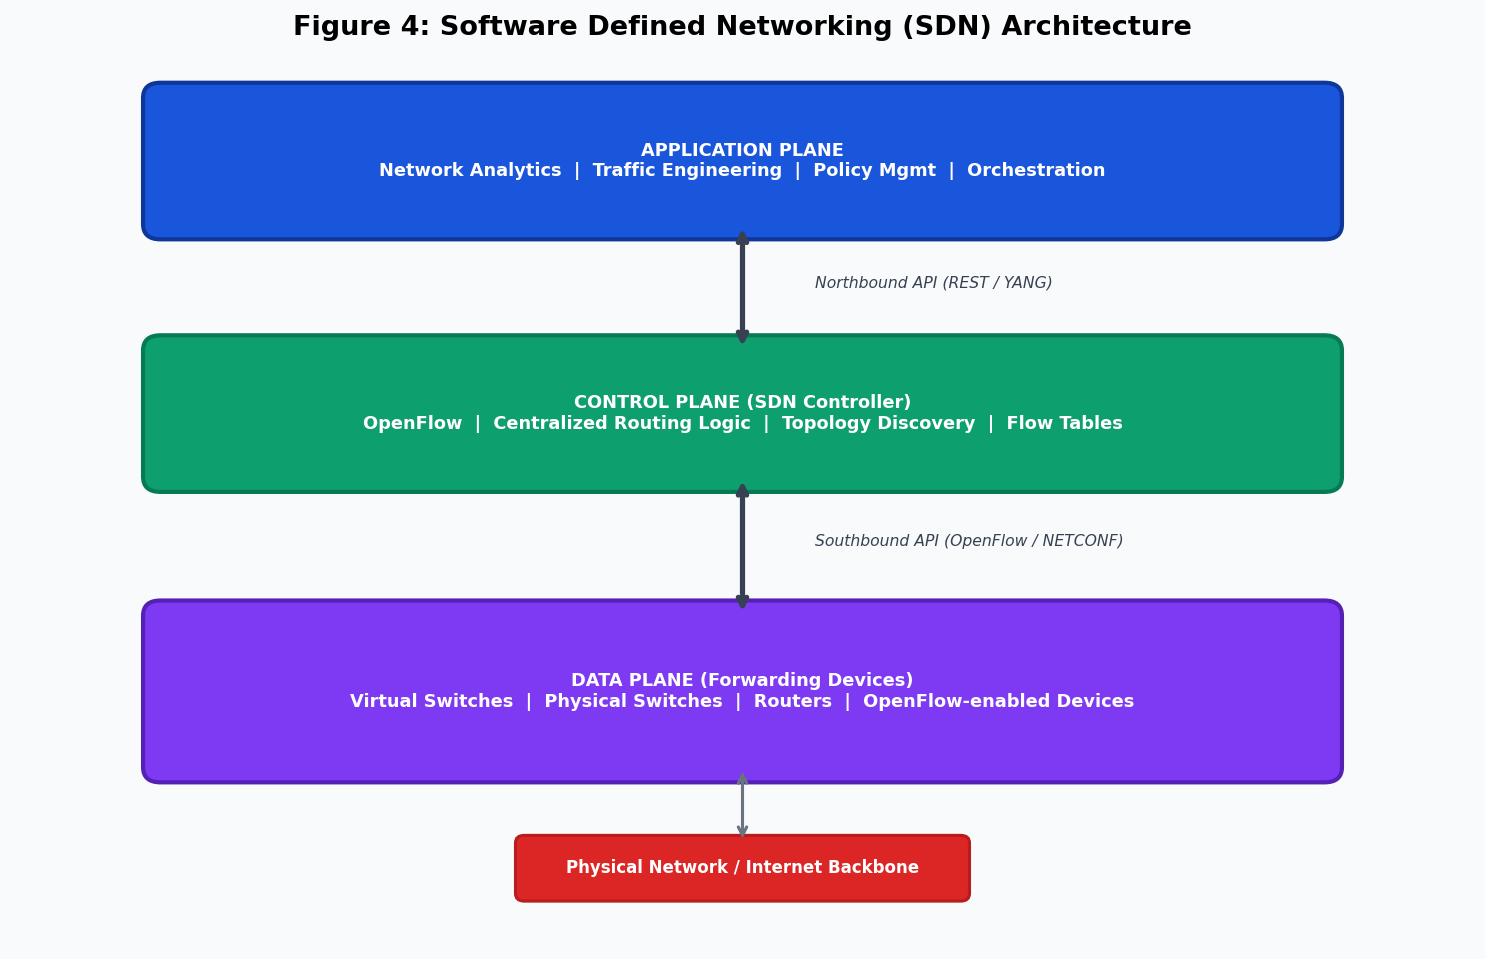 Figure 4: Software Defined Networking (SDN) Architecture
APPLICATION PLANE
Network Analytics | Traffic Engineering | Policy Mgmt | Orchestration
Northbound API (REST / YANG)
CONTROL PLANE (SDN Controller)
OpenFlow | Centralized Routing Logic | Topology Discovery | Flow Tables
Southbound API (OpenFlow / NETCONF)
DATA PLANE (Forwarding Devices)
Virtual Switches | Physical Switches | Routers | OpenFlow-enabled Devices
Physical Network / Internet Backbone